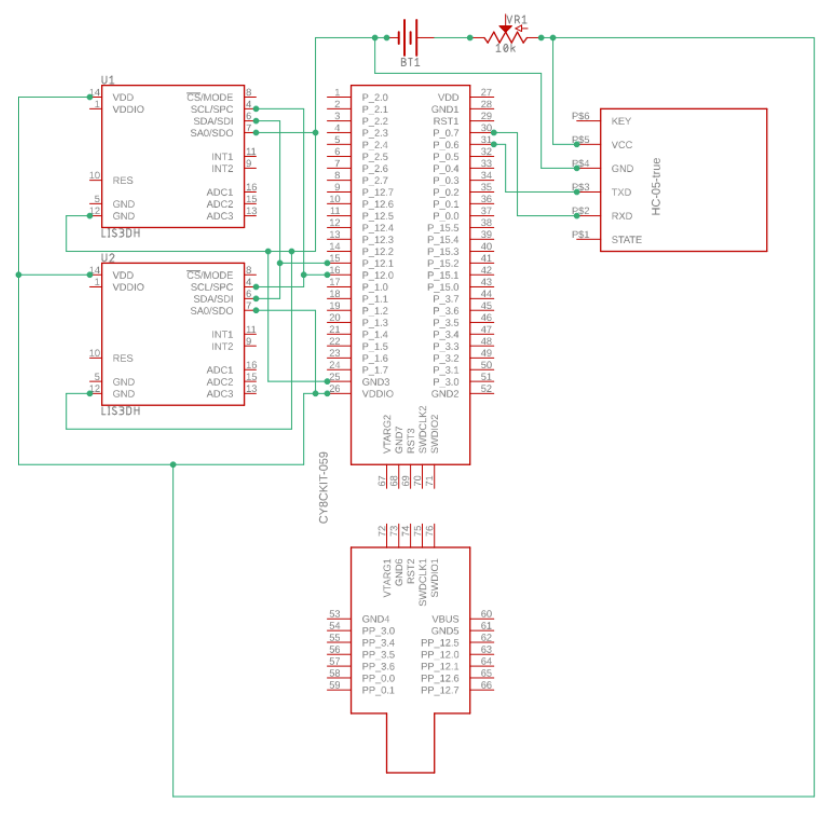 VR1
10k
BT1
U1
14 VDD
1 VDDIO
10 RES
5 GND
12 GND
CS/MODE 8
SCL/SPC 4
SDA/SDI 6
SA0/SDO 7
INT1 11
INT2 9
ADC1 16
ADC2 15
ADC3 13
LIS3DH
U2
14 VDD
1 VDDIO
10 RES
5 GND
12 GND
CS/MODE 8
SCL/SPC 4
SDA/SDI 6
SA0/SDO 7
INT1 11
INT2 9
ADC1 16
ADC2 15
ADC3 13
LIS3DH
1 P_2.0
2 P_2.1
3 P_2.2
4 P_2.3
5 P_2.4
6 P_2.5
7 P_2.6
8 P_2.7
9 P_12.7
10 P_12.6
11 P_12.5
12 P_12.4
13 P_12.3
14 P_12.2
15 P_12.1
16 P_12.0
17 P_1.0
18 P_1.1
19 P_1.2
20 P_1.3
21 P_1.4
22 P_1.5
23 P_1.6
24 P_1.7
25 GND3
26 VDDIO
VDD 27
GND1 28
RST1 29
P_0.7 30
P_0.6 31
P_0.5 32
P_0.4 33
P_0.3 34
P_0.2 35
P_0.1 36
P_0.0 37
P_15.5 38
P_15.4 39
P_15.3 40
P_15.2 41
P_15.1 42
P_15.0 43
P_3.7 44
P_3.6 45
P_3.5 46
P_3.4 47
P_3.3 48
P_3.2 49
P_3.1 50
P_3.0 51
GND2 52
VTARG2 67
GND7 68
RST3 69
SWDCLK2 70
SWDIO2 71
CY8CKIT-059
P$6 KEY
P$5 VCC
P$4 GND
P$3 TXD
P$2 RXD
P$1 STATE
HC-05-true
72 VTARG1
73 GND6
74 RST2
75 SWDCLK1
76 SWDIO1
53 GND4
54 PP_3.0
55 PP_3.4
56 PP_3.5
57 PP_3.6
58 PP_0.0
59 PP_0.1
VBUS 60
GND5 61
PP_12.5 62
PP_12.0 63
PP_12.1 64
PP_12.6 65
PP_12.7 66